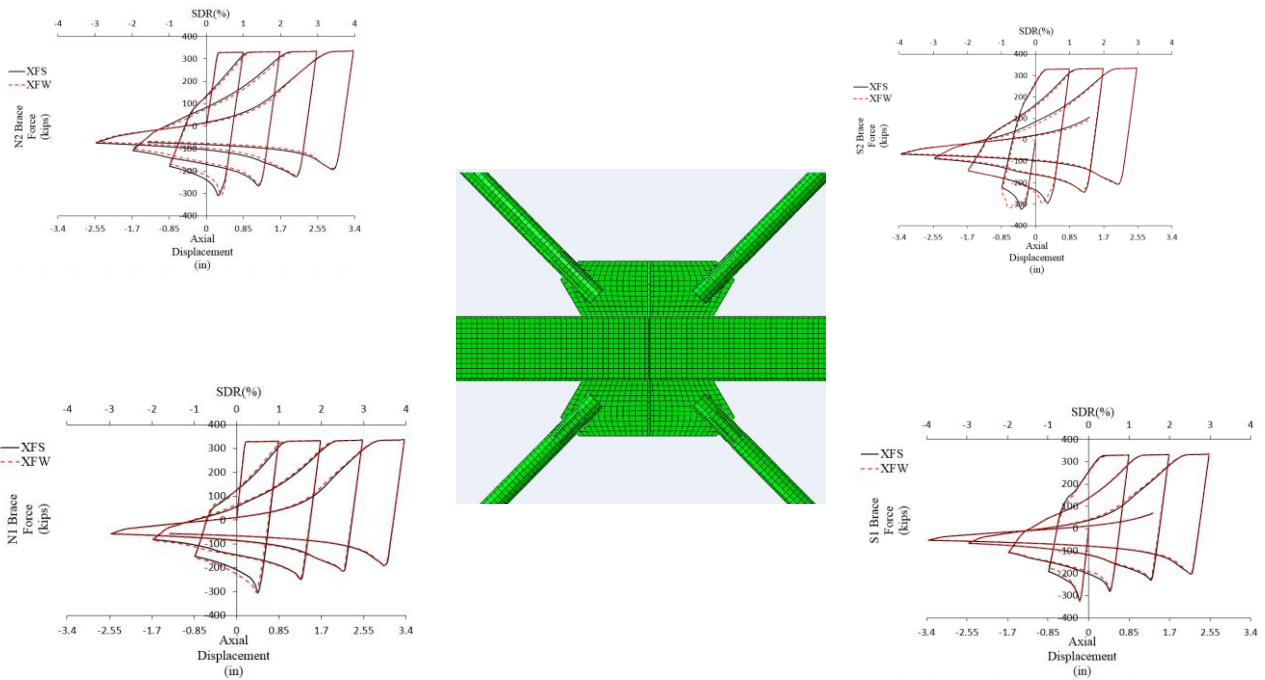 SDR(%)
-4 -3 -2 -1 0 1 2 3 4
400
300
200
100
0
-100
-200
-300
-400
XFS
XFW
N2 Brace
Force
(kips)
-3.4 -2.55 -1.7 -0.85 0 0.85 1.7 2.55 3.4
Axial
Displacement
(in)
SDR(%)
-4 -3 -2 -1 0 1 2 3 4
400
300
200
100
0
-100
-200
-300
-400
XFS
XFW
S2 Brace
Force
(kips)
-3.4 -2.55 -1.7 -0.85 0 0.85 1.7 2.55 3.4
Axial
Displacement
(in)
SDR(%)
-4 -3 -2 -1 0 1 2 3 4
400
300
200
100
0
-100
-200
-300
-400
XFS
XFW
N1 Brace
Force
(kips)
-3.4 -2.55 -1.7 -0.85 0 0.85 1.7 2.55 3.4
Axial
Displacement
(in)
SDR(%)
-4 -3 -2 -1 0 1 2 3 4
400
300
200
100
0
-100
-200
-300
-400
XFS
XFW
S1 Brace
Force
(kips)
-3.4 -2.55 -1.7 -0.85 0 0.85 1.7 2.55 3.4
Axial
Displacement
(in)